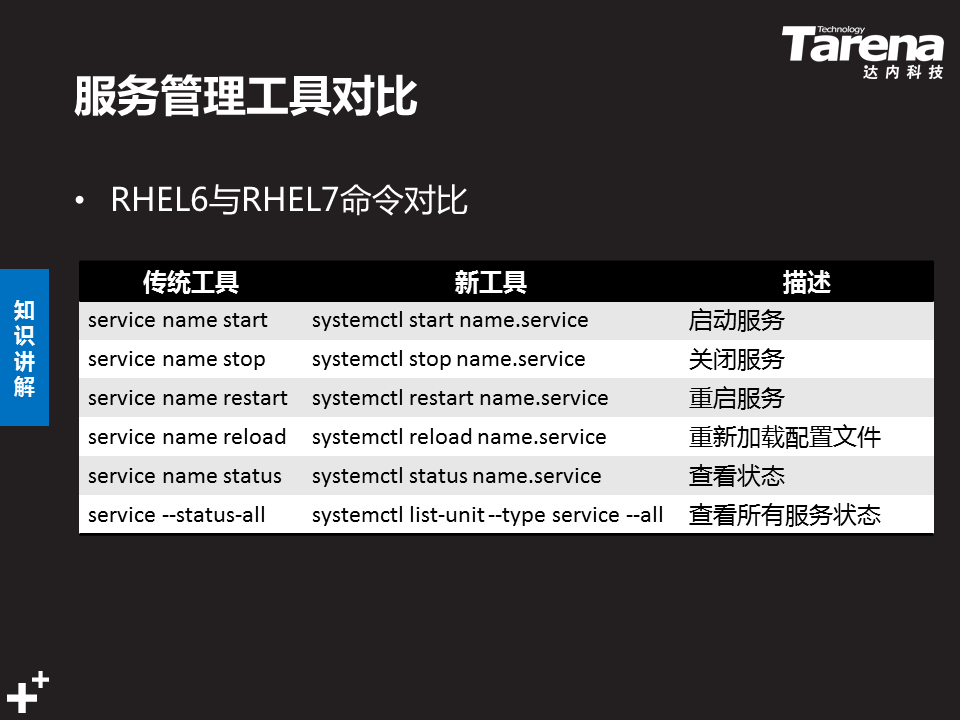 Technology
Tarena
达内科技
服务管理工具对比
• RHEL6与RHEL7命令对比
知识讲解
传统工具 新工具 描述
service name start systemctl start name.service 启动服务
service name stop systemctl stop name.service 关闭服务
service name restart systemctl restart name.service 重启服务
service name reload systemctl reload name.service 重新加载配置文件
service name status systemctl status name.service 查看状态
service --status-all systemctl list-unit --type service --all 查看所有服务状态